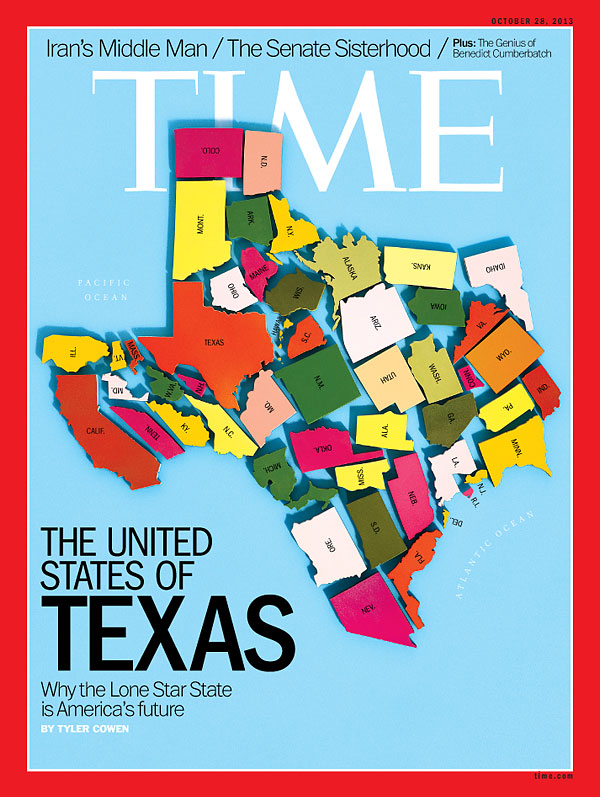 OCTOBER 28, 2013
Iran's Middle Man / The Senate Sisterhood /
Plus: The Genius of
Benedict Cumberbatch
TIME
COLO.
N.D.
MONT.
ARK.
N.Y.
ALASKA
KANS.
IDAHO
MAINE
OHIO
WIS.
IOWA
PACIFIC
OCEAN
ARIZ.
VA.
TEXAS
HAWAII
S.C.
WYO.
ILL.
VT.
MASS.
UTAH
WASH.
CONN.
IND.
MD.
W.VA.
N.H.
N.M.
MO.
GA.
PA.
CALIF.
TENN.
KY.
N.C.
ALA.
OKLA.
MINN.
MICH.
MISS.
LA.
N.J.
R.I.
NEB.
DEL.
ATLANTIC OCEAN
ORE.
S.D.
FLA.
NEV.
THE UNITED
STATES OF
TEXAS
Why the Lone Star State
is America's future
BY TYLER COWEN
time.com